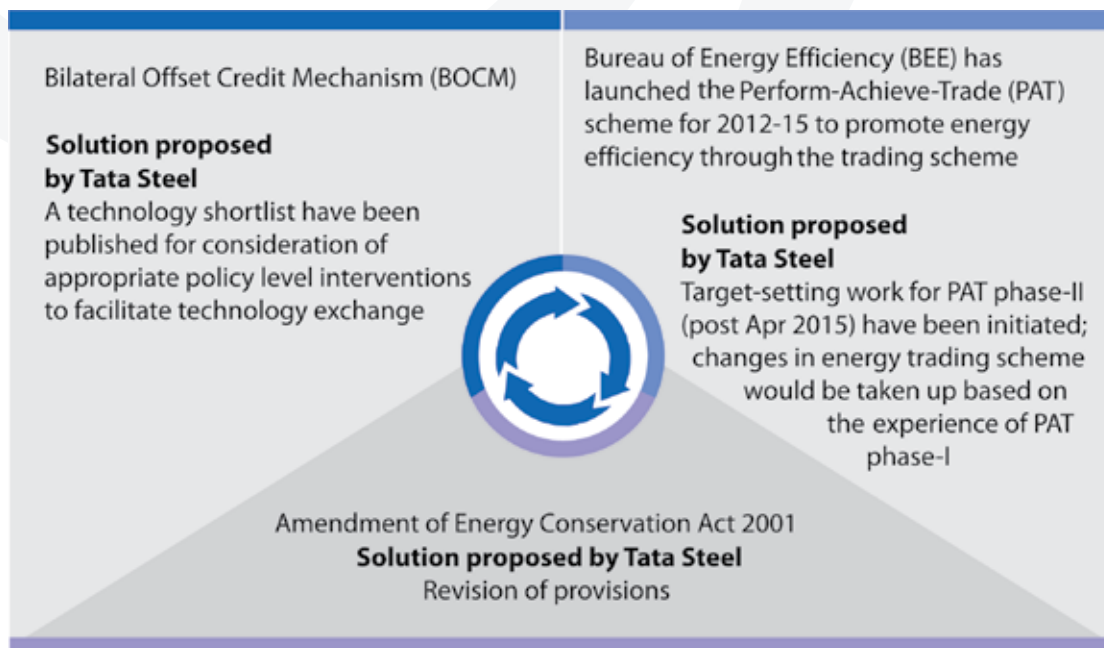 Bilateral Offset Credit Mechanism (BOCM)
Solution proposed
by Tata Steel
A technology shortlist have been
published for consideration of
appropriate policy level interventions
to facilitate technology exchange
Bureau of Energy Efficiency (BEE) has
launched the Perform-Achieve-Trade (PAT)
scheme for 2012-15 to promote energy
efficiency through the trading scheme
Solution proposed
by Tata Steel
Target-setting work for PAT phase-II
(post Apr 2015) have been initiated;
changes in energy trading scheme
would be taken up based on
the experience of PAT
phase-I
Amendment of Energy Conservation Act 2001
Solution proposed by Tata Steel
Revision of provisions